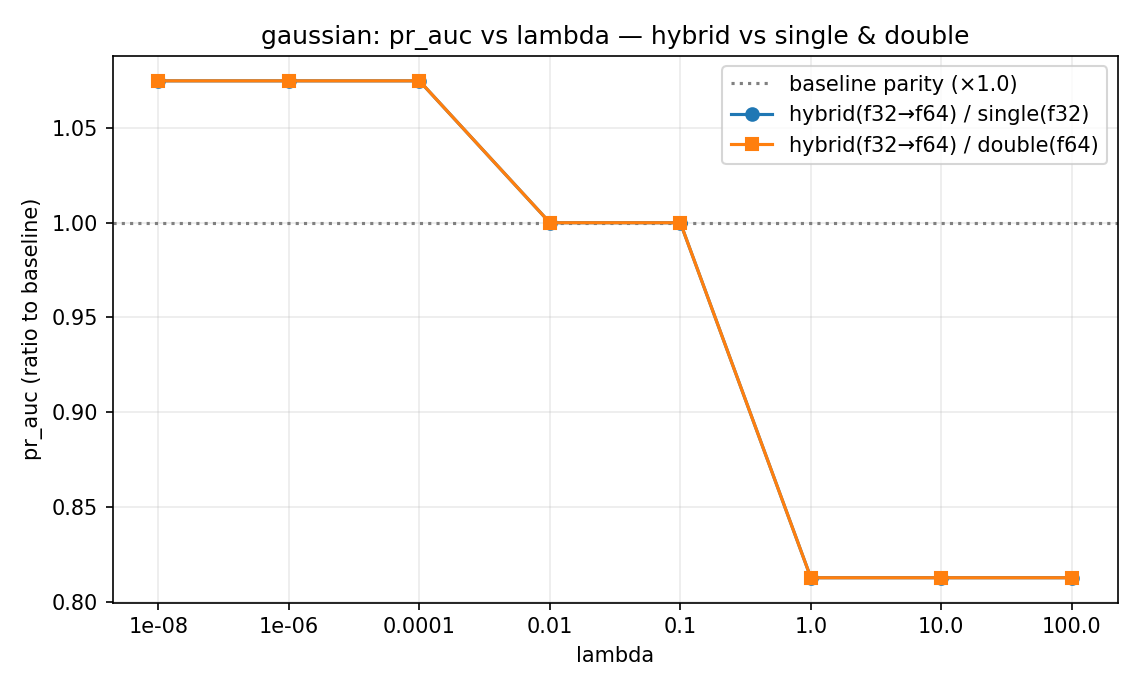 gaussian: pr_auc vs lambda — hybrid vs single & double
baseline parity (×1.0)
hybrid(f32→f64) / single(f32)
hybrid(f32→f64) / double(f64)
pr_auc (ratio to baseline)
1.05
1.00
0.95
0.90
0.85
0.80
1e-08 1e-06 0.0001 0.01 0.1 1.0 10.0 100.0
lambda